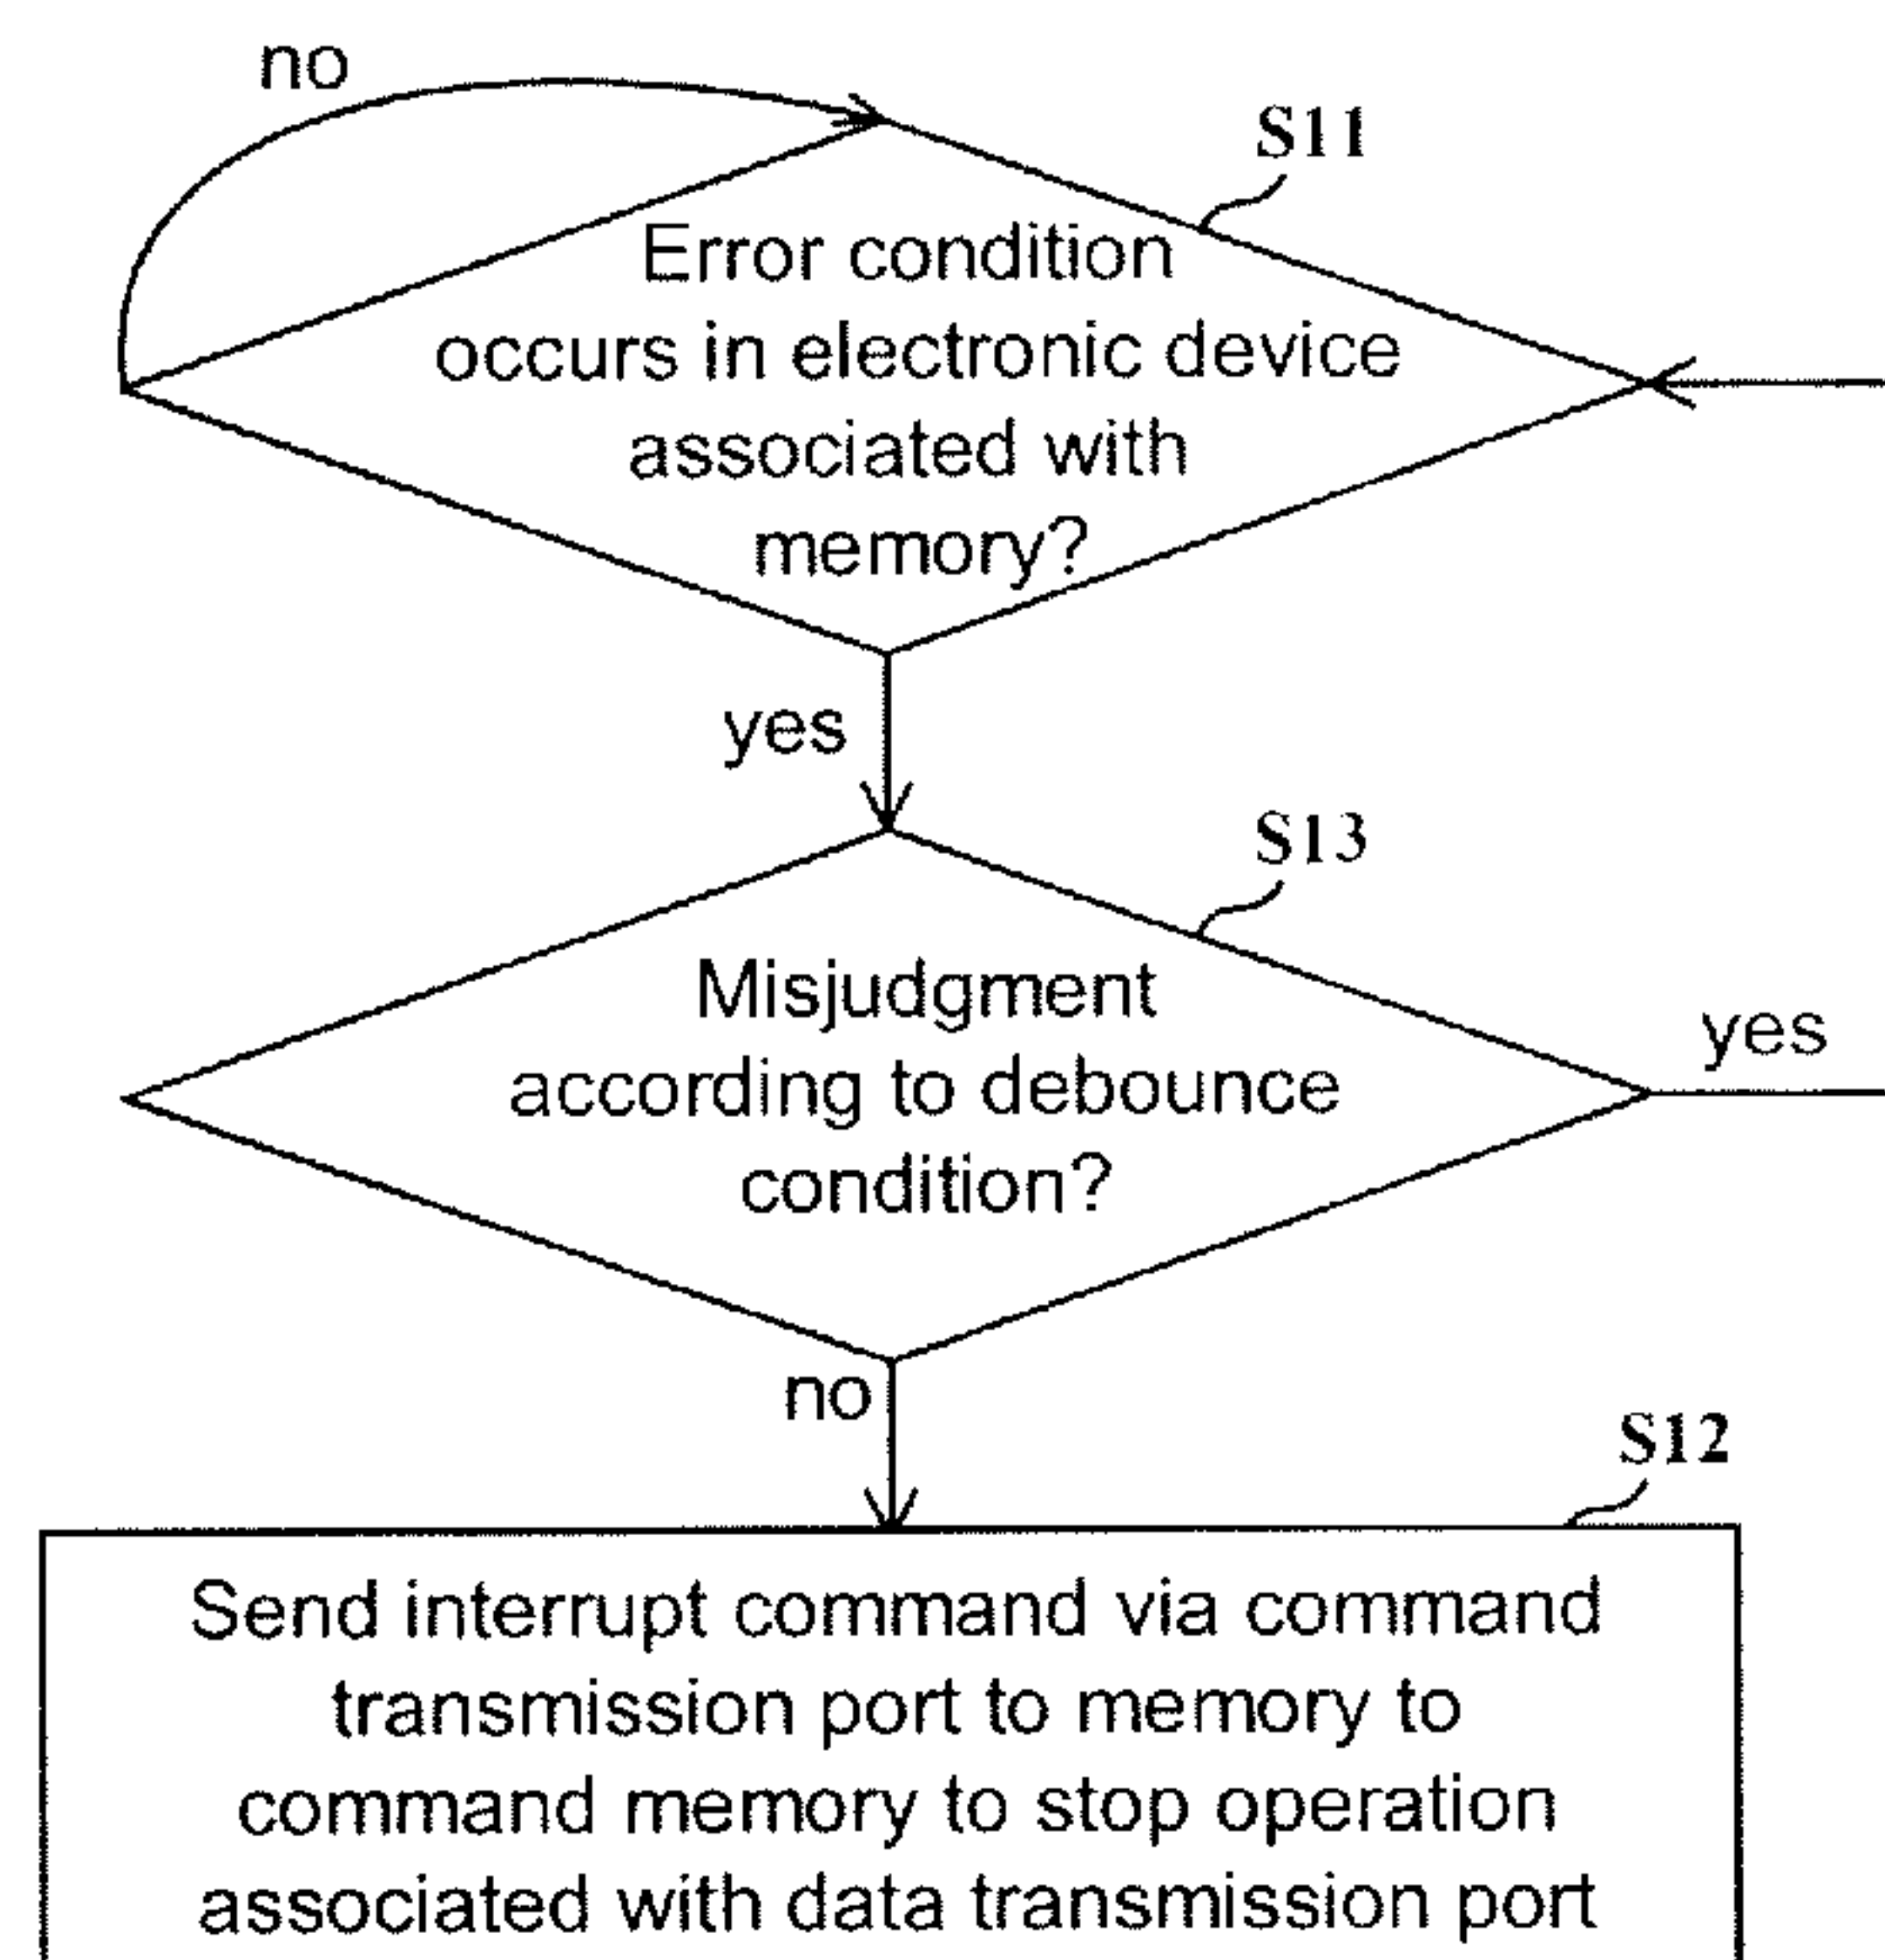 no
S11
Error condition
occurs in electronic device
associated with
memory?
yes
S13
Misjudgment
according to debounce
condition?
yes
no
S12
Send interrupt command via command
transmission port to memory to
command memory to stop operation
associated with data transmission port